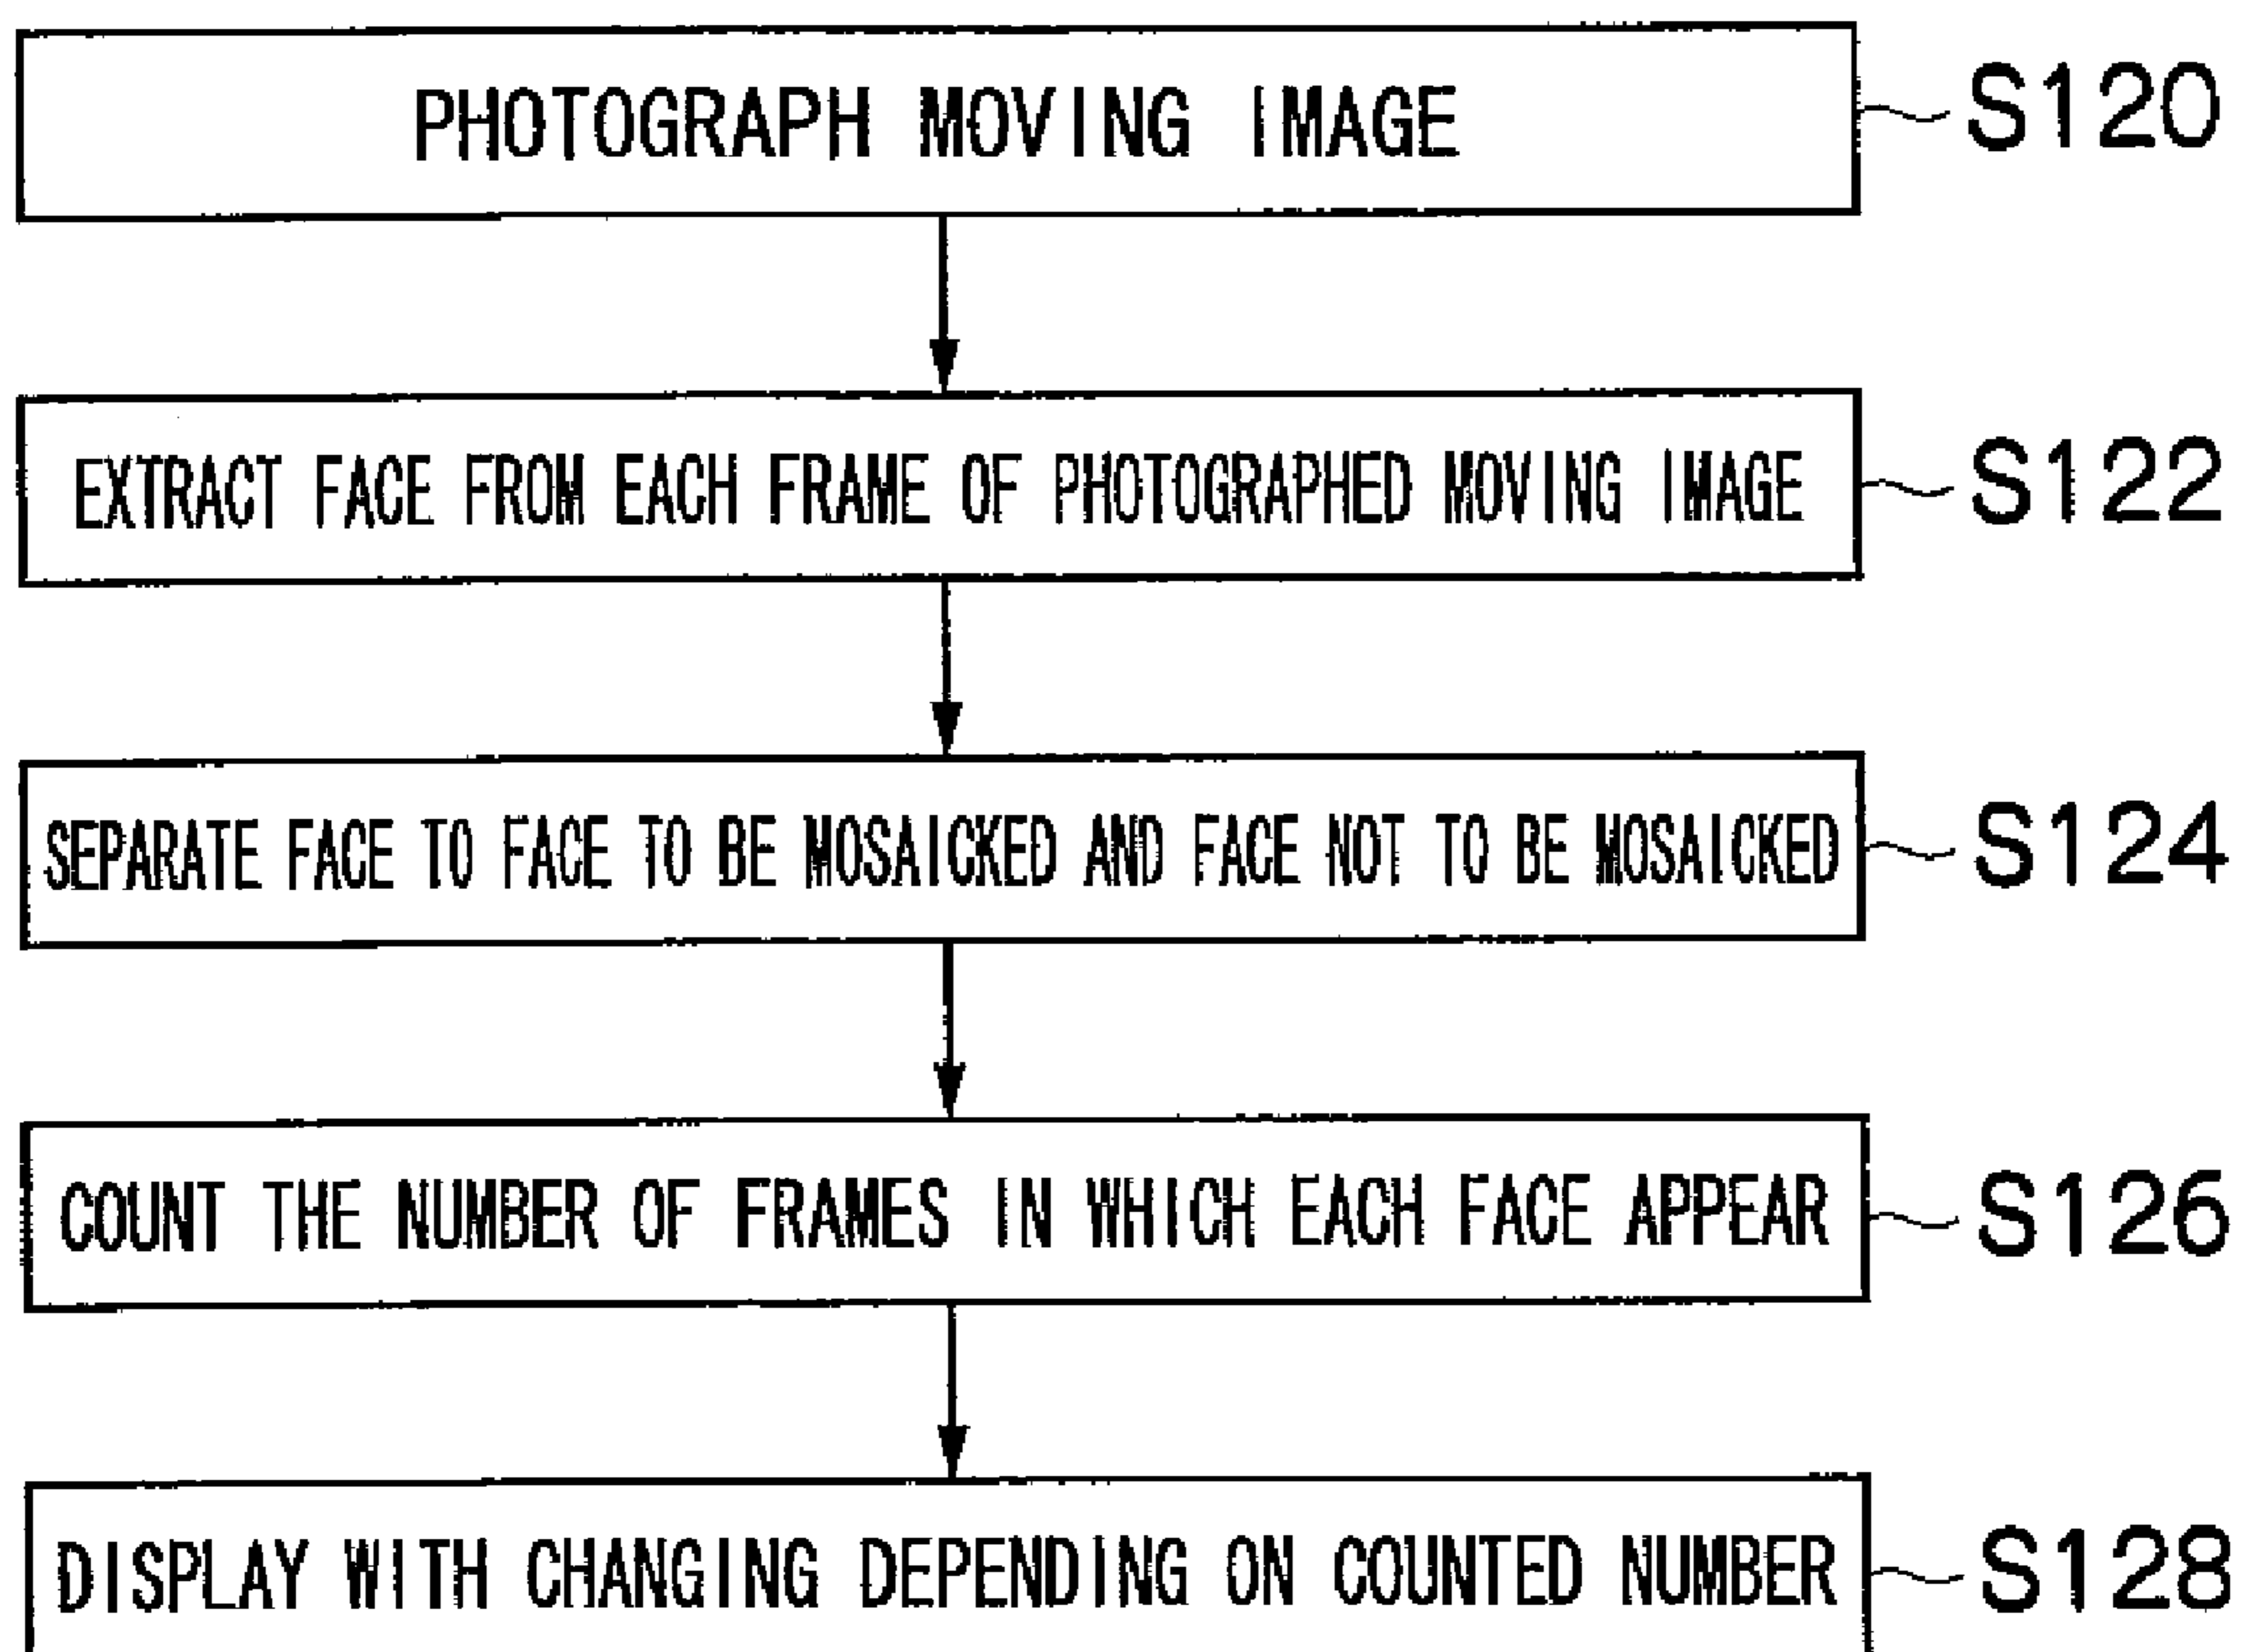 PHOTOGRAPH MOVING IMAGE S120
EXTRACT FACE FROM EACH FRAME OF PHOTOGRAPHED MOVING IMAGE S122
SEPARATE FACE TO FACE TO BE MOSAICKED AND FACE NOT TO BE MOSAICKED S124
COUNT THE NUMBER OF FRAMES IN WHICH EACH FACE APPEAR S126
DISPLAY WITH CHANGING DEPENDING ON COUNTED NUMBER S128